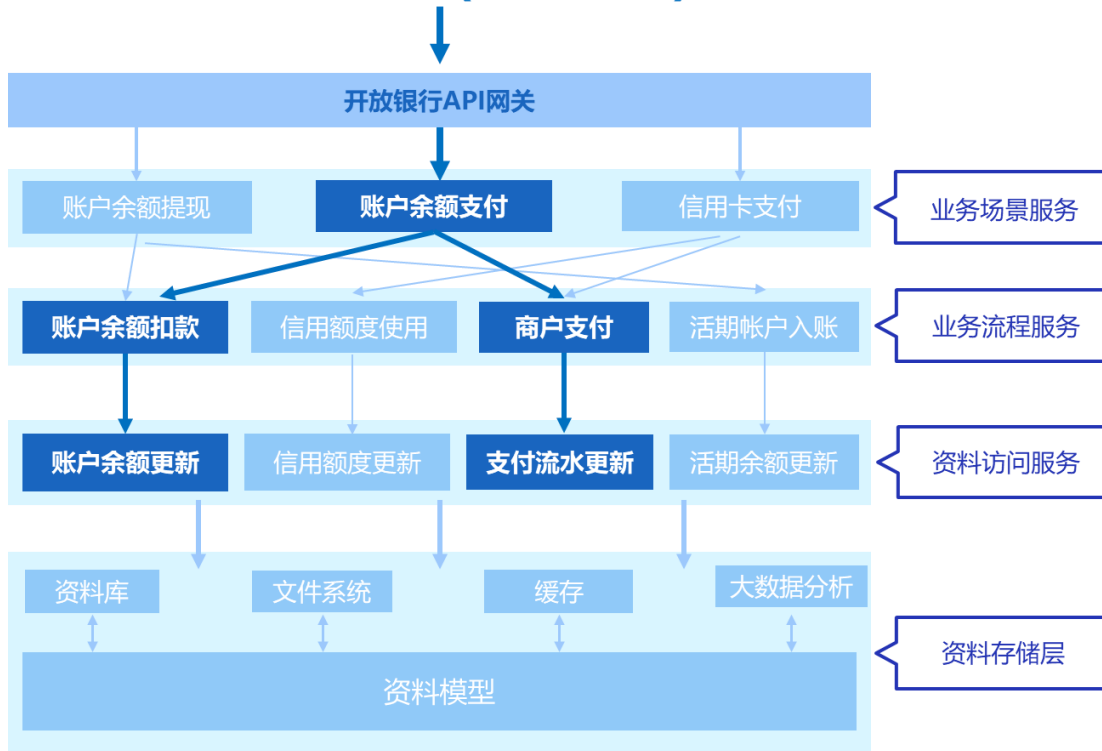 开放银行API网关
账户余额提现
账户余额支付
信用卡支付
业务场景服务
账户余额扣款
信用额度使用
商户支付
活期帐户入账
业务流程服务
账户余额更新
信用额度更新
支付流水更新
活期余额更新
资料访问服务
资料库
文件系统
缓存
大数据分析
资料模型
资料存储层